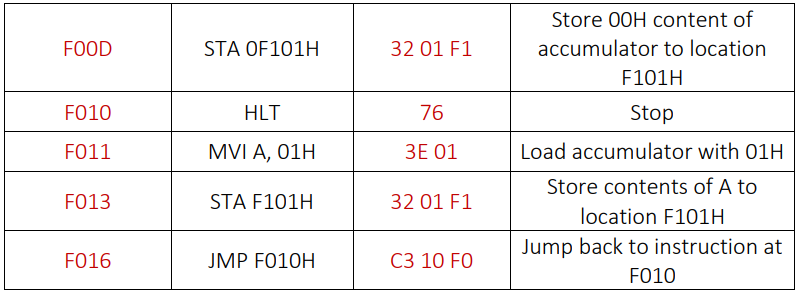 F00D STA 0F101H 32 01 F1 Store 00H content of
accumulator to location
F101H
F010 HLT 76 Stop
F011 MVI A, 01H 3E 01 Load accumulator with 01H
F013 STA F101H 32 01 F1 Store contents of A to
location F101H
F016 JMP F010H C3 10 F0 Jump back to instruction at
F010